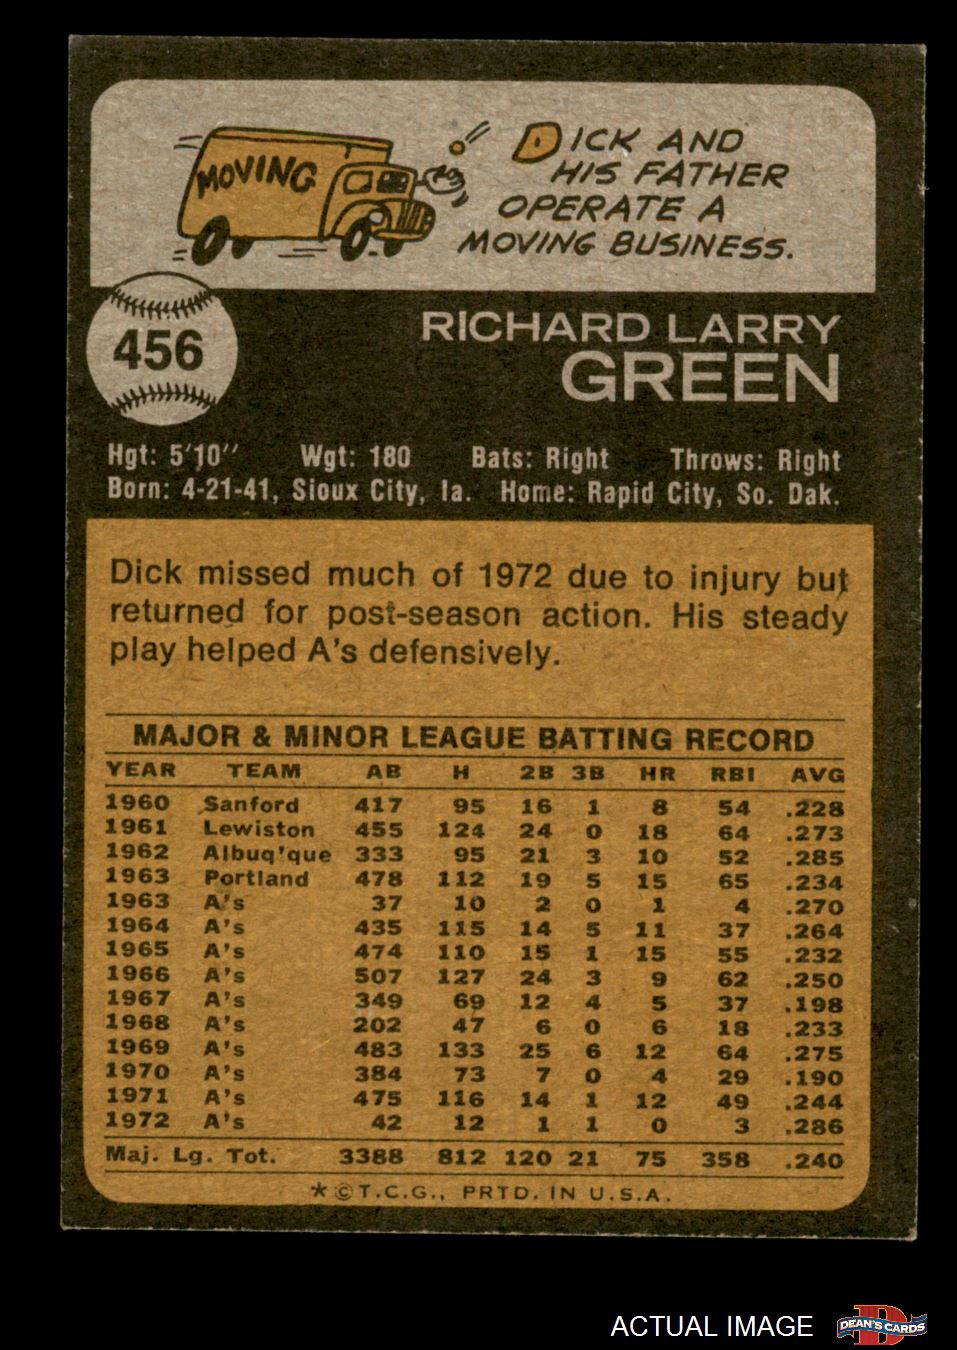 MOVING
DICK AND
HIS FATHER
OPERATE A
MOVING BUSINESS.
456
RICHARD LARRY
GREEN
Hgt: 5'10" Wgt: 180 Bats: Right Throws: Right
Born: 4-21-41, Sioux City, Ia. Home: Rapid City, So. Dak.
Dick missed much of 1972 due to injury but
returned for post-season action. His steady
play helped A's defensively.
MAJOR & MINOR LEAGUE BATTING RECORD
YEAR TEAM AB H 2B 3B HR RBI AVG
1960 Sanford 417 95 16 1 8 54 .228
1961 Lewiston 455 124 24 0 18 64 .273
1962 Albuq'que 333 95 21 3 10 52 .285
1963 Portland 478 112 19 5 15 65 .234
1963 A's 37 10 2 0 1 4 .270
1964 A's 435 115 14 5 11 37 .264
1965 A's 474 110 15 1 15 55 .232
1966 A's 507 127 24 3 9 62 .250
1967 A's 349 69 12 4 5 37 .198
1968 A's 202 47 6 0 6 18 .233
1969 A's 483 133 25 6 12 64 .275
1970 A's 384 73 7 0 4 29 .190
1971 A's 475 116 14 1 12 49 .244
1972 A's 42 12 1 1 0 3 .286
Maj. Lg. Tot. 3388 812 120 21 75 358 .240
*©T.C.G., PRTD. IN U.S.A.
ACTUAL IMAGE
D
DEAN'S CARDS